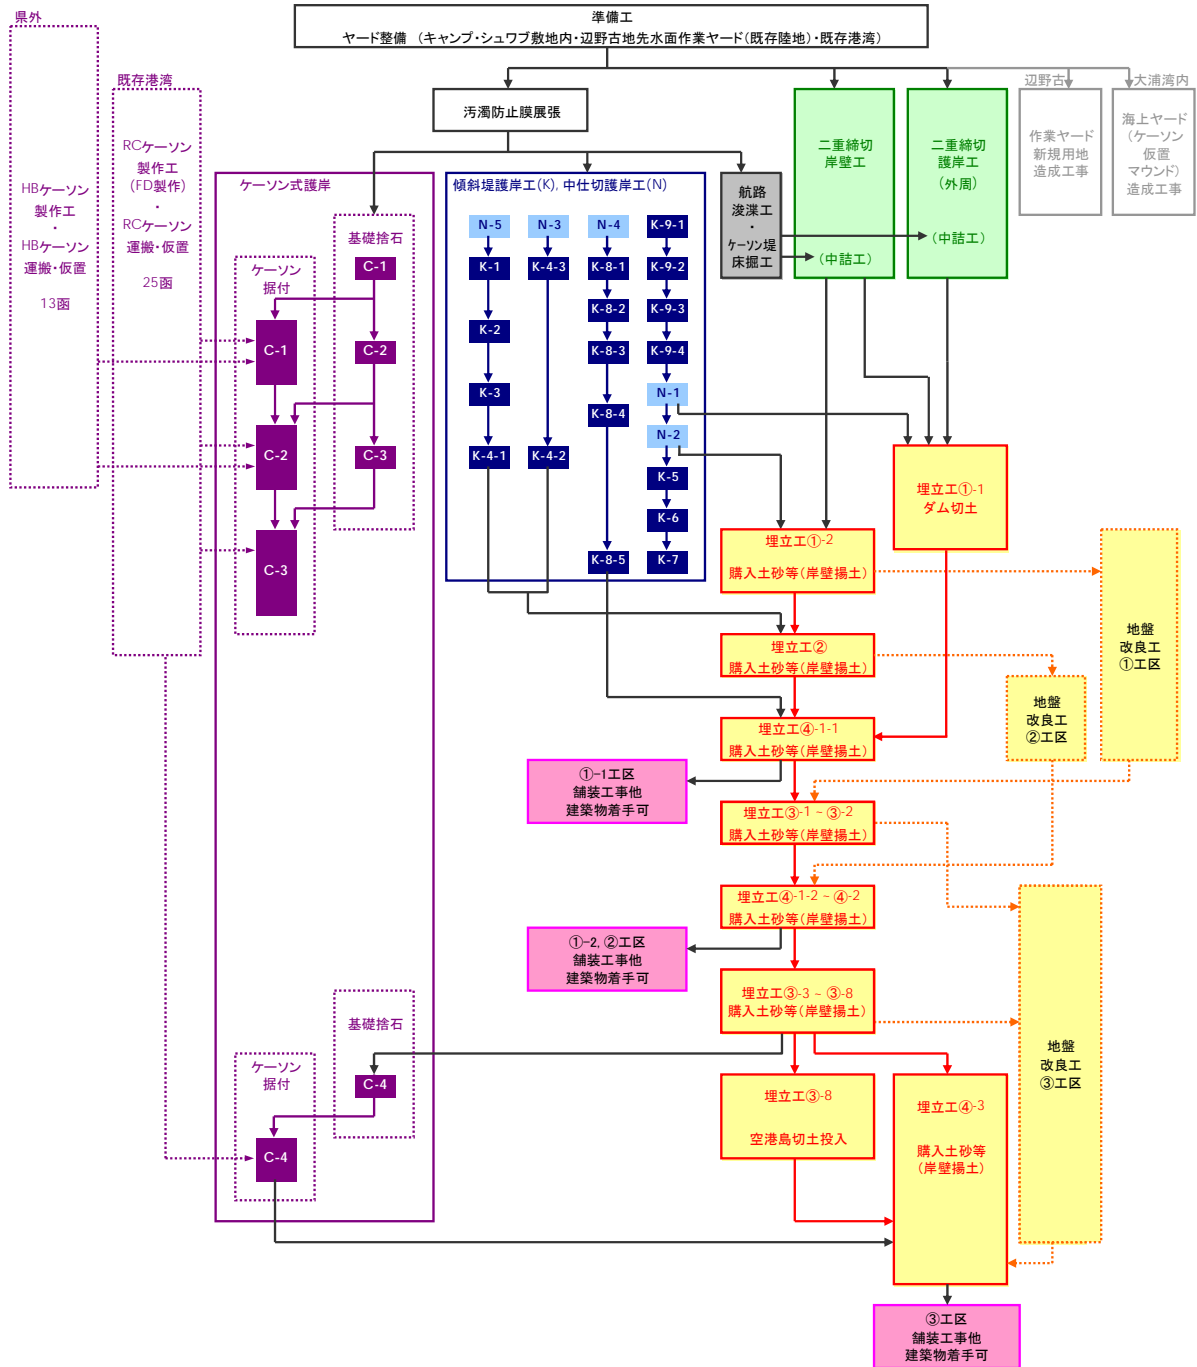 準備工
ヤード整備　(キャンプ・シュワブ敷地内・辺野古地先水面作業ヤード(既存陸地)・既存港湾)
県外
HBケーソン
製作工
・
HBケーソン
運搬・仮置
13函
既存港湾
RCケーソン
製作工
(FD製作)
・
RCケーソン
運搬・仮置
25函
汚濁防止膜展張
ケーソン式護岸
基礎捨石
C-1
C-2
C-3
ケーソン
据付
C-1
C-2
C-3
傾斜堤護岸工(K), 中仕切護岸工(N)
N-5
K-1
K-2
K-3
K-4-1
N-3
K-4-3
K-4-2
N-4
K-8-1
K-8-2
K-8-3
K-8-4
K-8-5
K-9-1
K-9-2
K-9-3
K-9-4
N-1
N-2
K-5
K-6
K-7
航路
浚渫工
・
ケーソン堤
床掘工
二重締切
岸壁工
(中詰工)
二重締切
護岸工
(外周)
(中詰工)
辺野古
作業ヤード
新規用地
造成工事
大浦湾内
海上ヤード
(ケーソン
仮置
マウンド)
造成工事
埋立工①-1
ダム切土
埋立工①-2
購入土砂等(岸壁揚土)
埋立工②
購入土砂等(岸壁揚土)
埋立工④-1-1
購入土砂等(岸壁揚土)
地盤
改良工
①工区
地盤
改良工
②工区
①-1工区
舗装工事他
建築物着手可
埋立工③-1 ~ ③-2
購入土砂等(岸壁揚土)
埋立工④-1-2 ~ ④-2
購入土砂等(岸壁揚土)
①-2, ②工区
舗装工事他
建築物着手可
埋立工③-3 ~ ③-8
購入土砂等(岸壁揚土)
地盤
改良工
③工区
基礎捨石
C-4
ケーソン
据付
C-4
埋立工③-8
空港島切土投入
埋立工④-3
購入土砂等
(岸壁揚土)
③工区
舗装工事他
建築物着手可